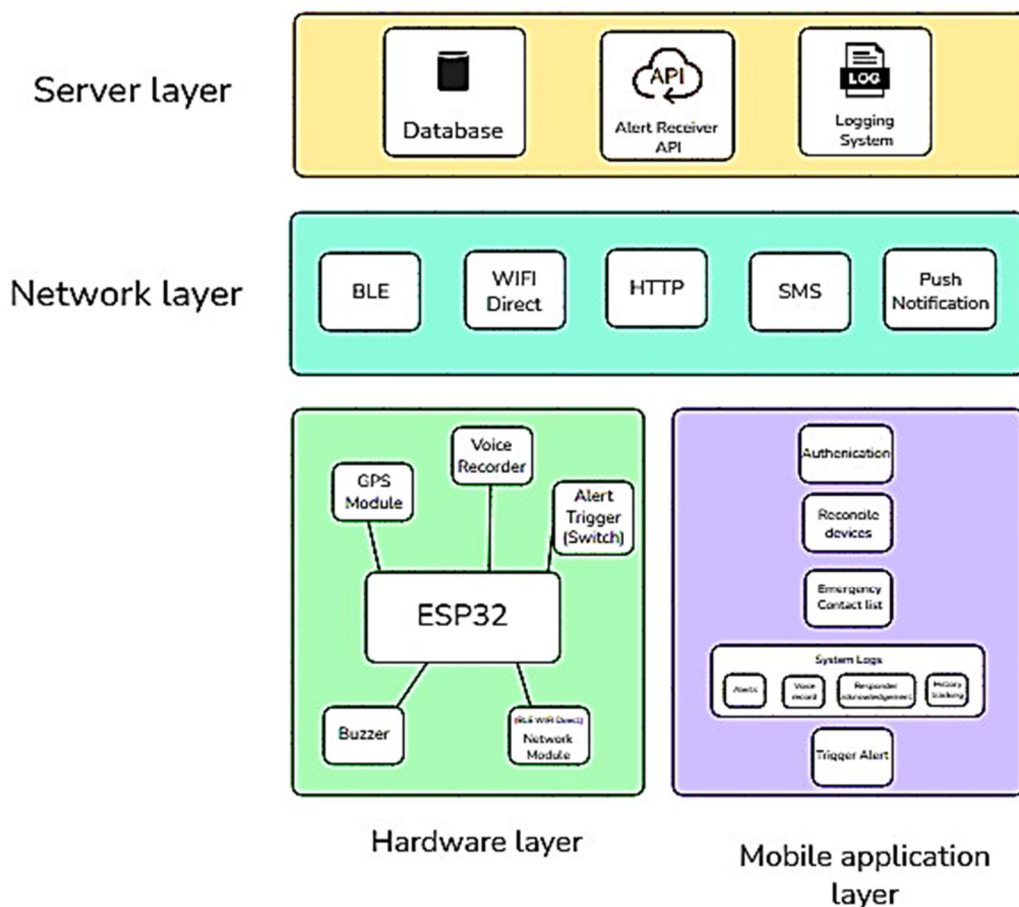 Server layer
Database
API
Alert Receiver
API
LOG
Logging
System
Network layer
BLE
WIFI
Direct
HTTP
SMS
Push
Notification
GPS
Module
Voice
Recorder
Alert
Trigger
(Switch)
ESP32
Buzzer
(BLE WIFI Direct)
Network
Module
Hardware layer
Authenication
Reconcile
devices
Emergency
Contact list
System Logs
Alerts
Voice
record
Responder
acknowledgement
History
tracking
Trigger Alert
Mobile application
layer